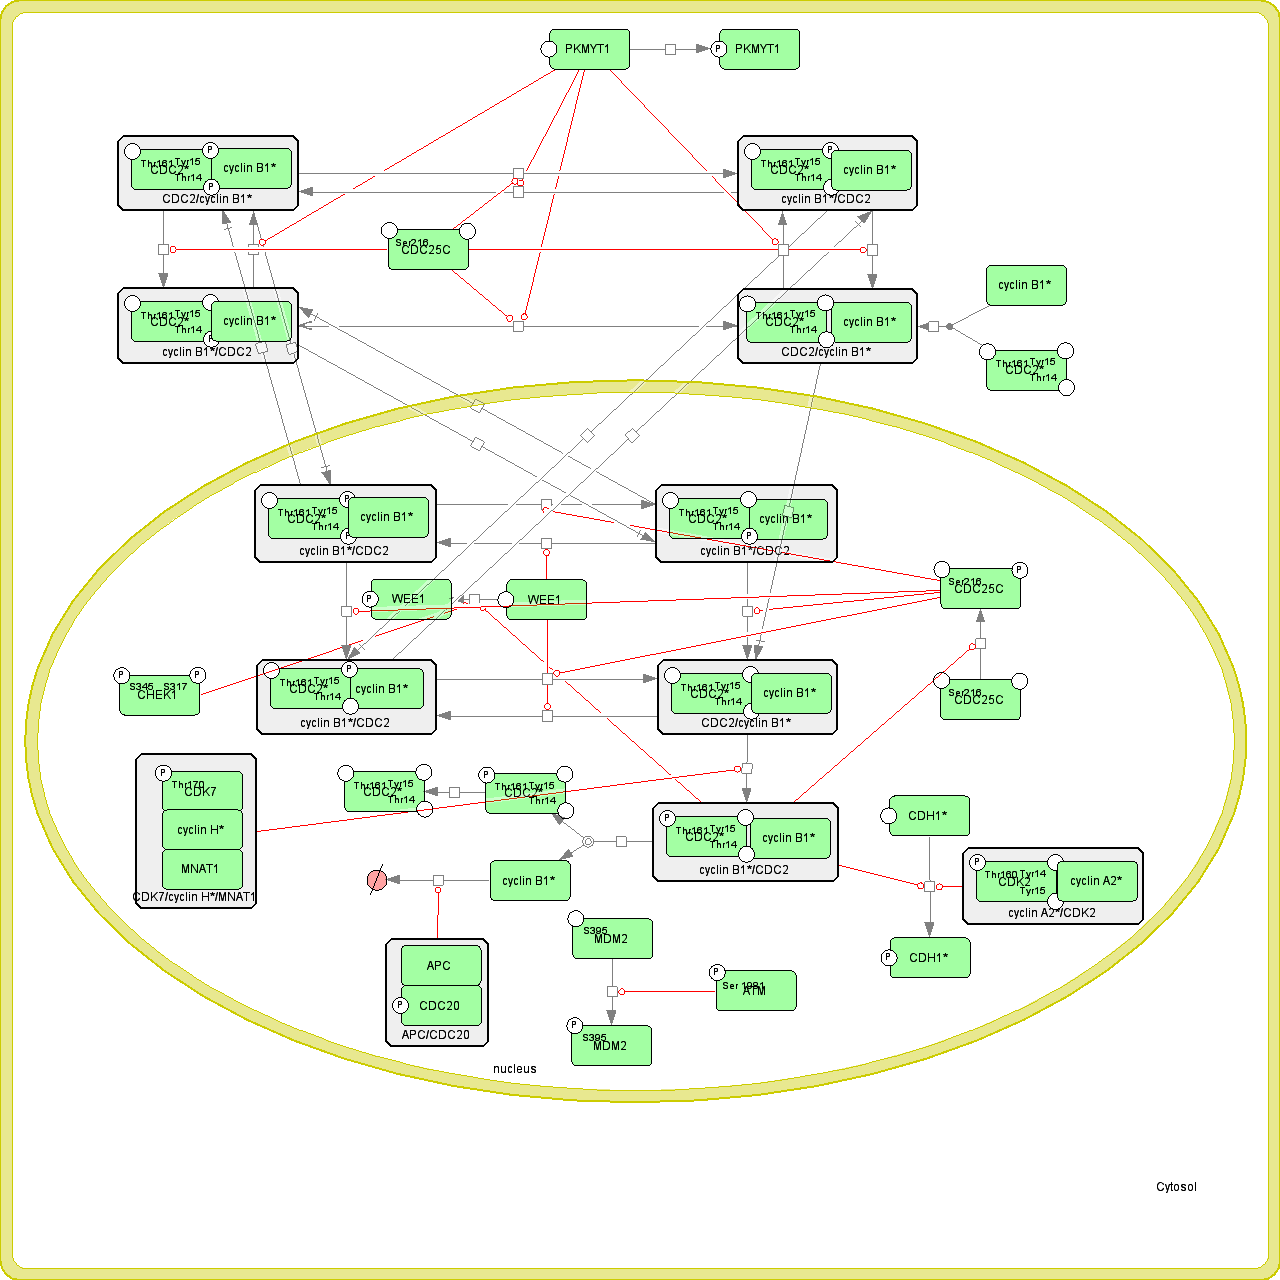 PKMYT1
P
PKMYT1
P
Thr161
Tyr15
CDC2*
Thr14
P
cyclin B1*
CDC2/cyclin B1*
P
Thr161
Tyr15
CDC2*
Thr14
cyclin B1*
cyclin B1*/CDC2
Ser216
CDC25C
Thr161
Tyr15
CDC2*
Thr14
P
cyclin B1*
cyclin B1*/CDC2
Thr161
Tyr15
CDC2*
Thr14
cyclin B1*
CDC2/cyclin B1*
cyclin B1*
Thr161
Tyr15
CDC2*
Thr14
P
Thr161
Tyr15
CDC2*
Thr14
P
cyclin B1*
cyclin B1*/CDC2
Thr161
Tyr15
CDC2*
Thr14
P
cyclin B1*
cyclin B1*/CDC2
P
WEE1
WEE1
P
Ser216
CDC25C
P
P
S345
S317
CHEK1
P
Thr161
Tyr15
CDC2*
Thr14
cyclin B1*
cyclin B1*/CDC2
Thr161
Tyr15
CDC2*
Thr14
cyclin B1*
CDC2/cyclin B1*
Ser216
CDC25C
P
Thr170
CDK7
cyclin H*
MNAT1
CDK7/cyclin H*/MNAT1
Thr161
Tyr15
CDC2*
Thr14
P
Thr161
Tyr15
CDC2*
Thr14
P
Thr161
Tyr15
CDC2*
cyclin B1*
cyclin B1*/CDC2
CDH1*
cyclin B1*
P
Thr160
Tyr14
CDK2
Tyr15
cyclin A2*
cyclin A2*/CDK2
S395
MDM2
P
CDH1*
APC
P
CDC20
APC/CDC20
P
Ser 1981
ATM
P
S395
MDM2
nucleus
Cytosol